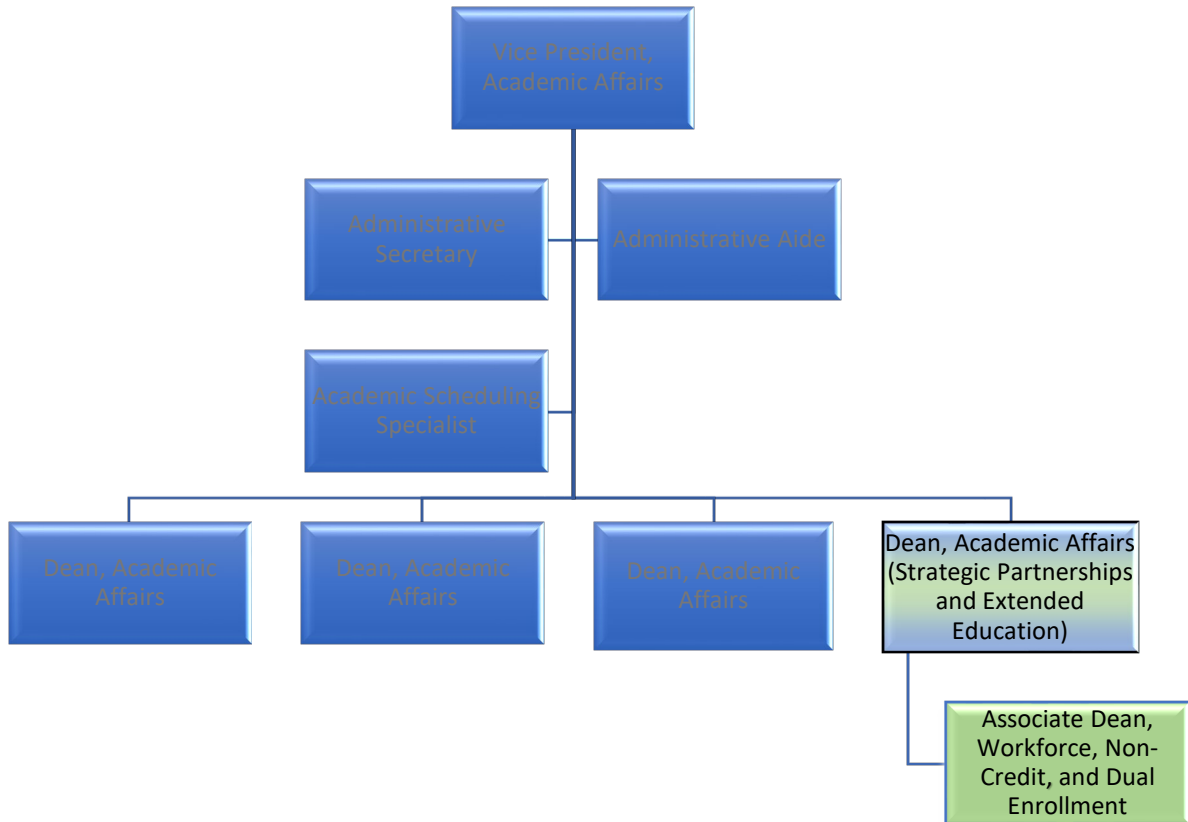 Vice President,
Academic Affairs
Administrative
Secretary
Administrative Aide
Academic Scheduling
Specialist
Dean, Academic
Affairs
Dean, Academic
Affairs
Dean, Academic
Affairs
Dean, Academic Affairs
(Strategic Partnerships
and Extended
Education)
Associate Dean,
Workforce, Non-
Credit, and Dual
Enrollment